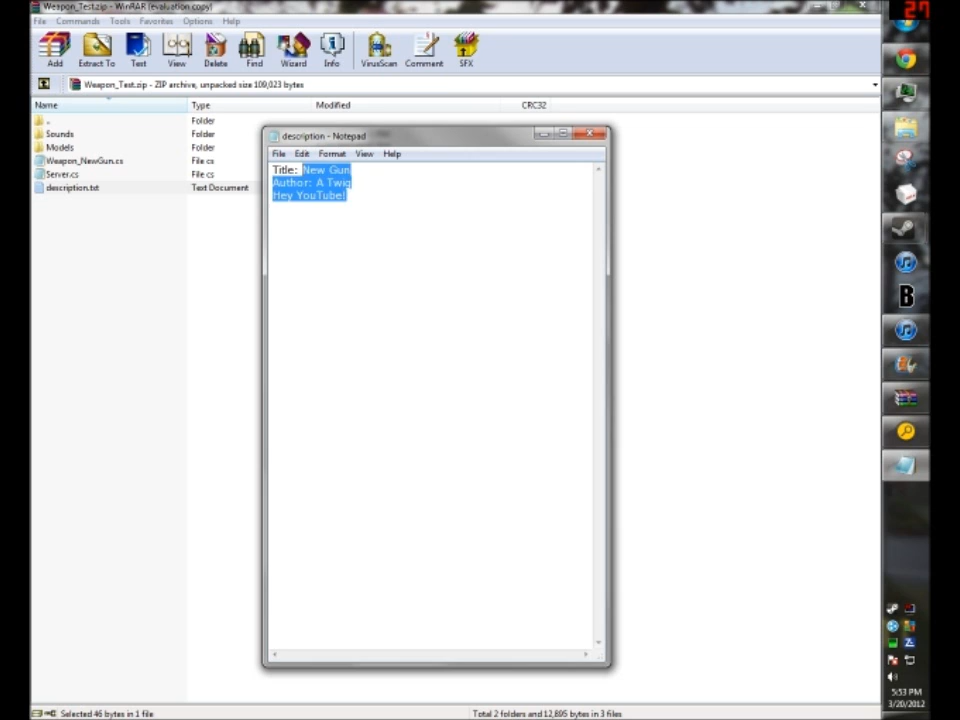 Weapon_Test.zip - WinRAR (evaluation copy)
27
File Commands Tools Favorites Options Help
Add Extract To Test View Delete Find Wizard Info VirusScan Comment SFX
Weapon_Test.zip - ZIP archive, unpacked size 109,023 bytes
Name Type Modified CRC32
.. Folder
Sounds Folder
Models Folder
Weapon_NewGun.cs File cs
Server.cs File cs
description.txt Text Document
description - Notepad
File Edit Format View Help
Title: New Gun
Author: A Twig
Hey YouTube!
B
5:53 PM
3/20/2012
Selected 46 bytes in 1 file
Total 2 folders and 12,895 bytes in 3 files